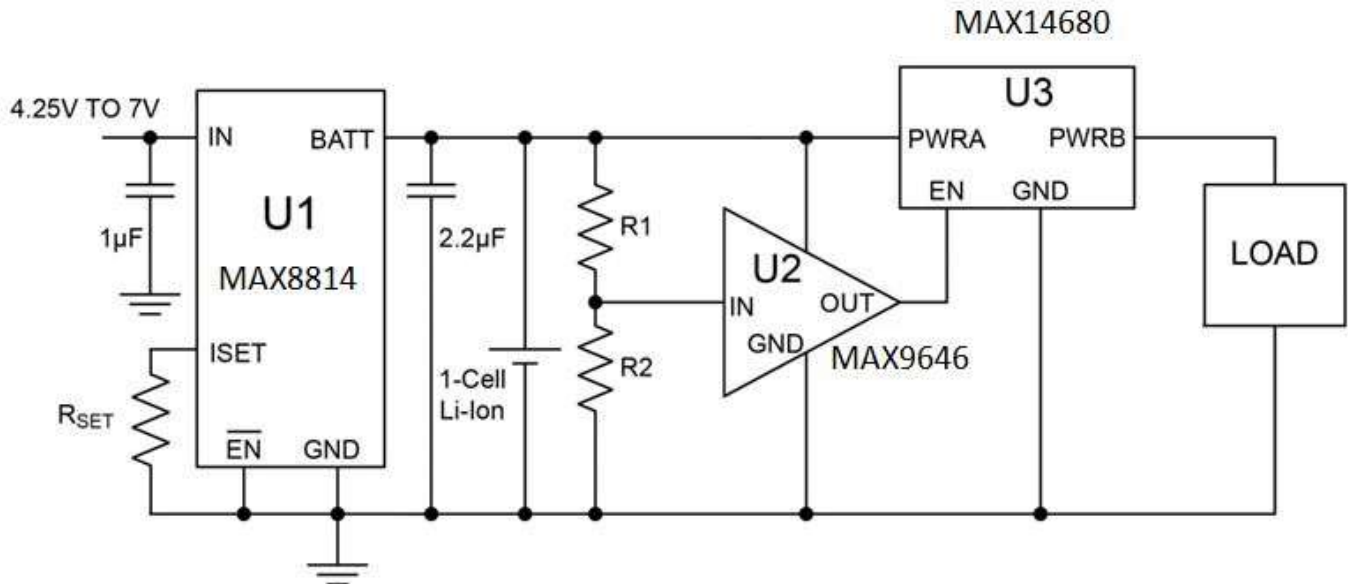 MAX14680
4.25V TO 7V
IN
BATT
U1
MAX8814
1µF
ISET
RSET
EN
GND
2.2µF
1-Cell
Li-Ion
R1
R2
U2
IN
OUT
GND
MAX9646
U3
PWRA
PWRB
EN
GND
LOAD